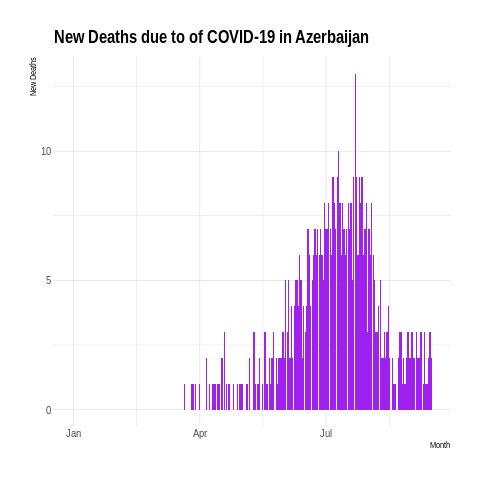 New Deaths due to of COVID-19 in Azerbaijan
New Deaths
10
5
0
Jan Apr Jul
Month